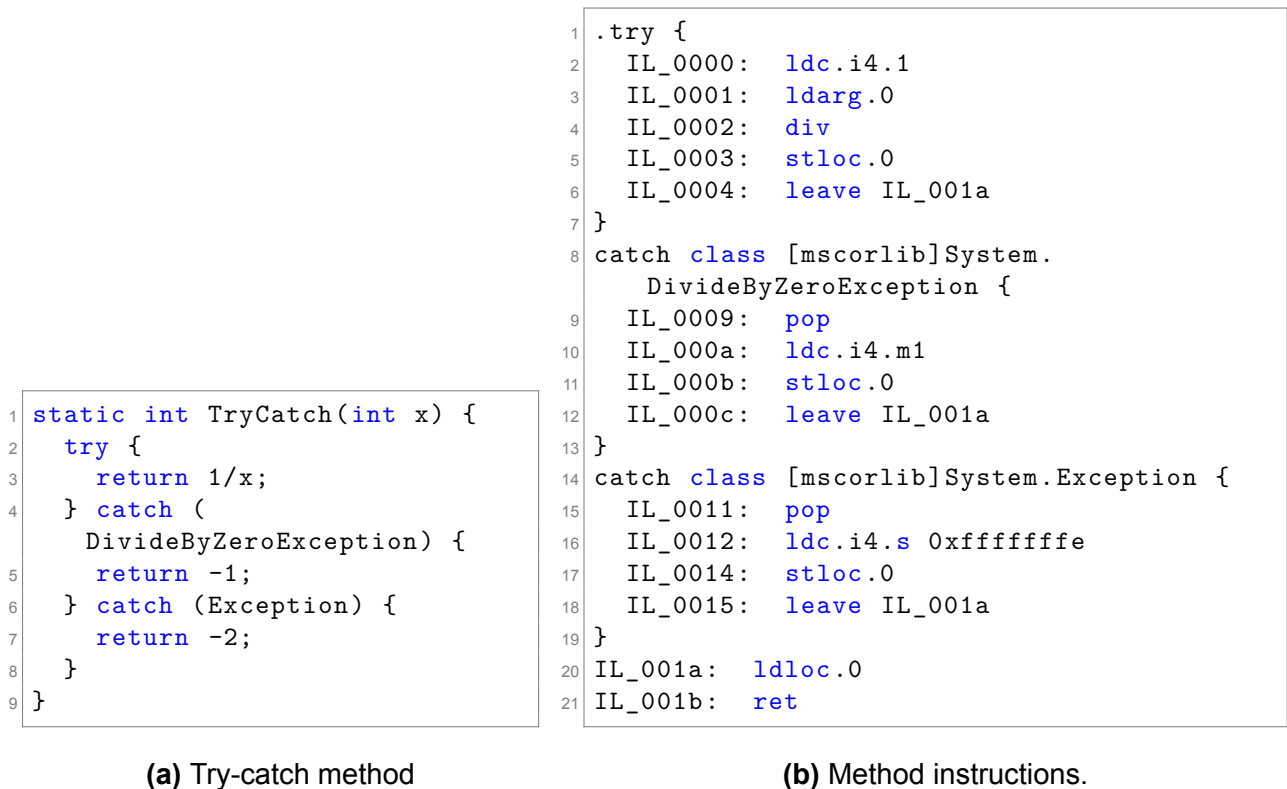 1 static int TryCatch(int x) {
2   try {
3     return 1/x;
4   } catch (
    DivideByZeroException) {
5     return -1;
6   } catch (Exception) {
7     return -2;
8   }
9 }
(a) Try-catch method
1 .try {
2   IL_0000:  ldc.i4.1
3   IL_0001:  ldarg.0
4   IL_0002:  div
5   IL_0003:  stloc.0
6   IL_0004:  leave IL_001a
7 }
8 catch class [mscorlib]System.
    DivideByZeroException {
9   IL_0009:  pop
10   IL_000a:  ldc.i4.m1
11   IL_000b:  stloc.0
12   IL_000c:  leave IL_001a
13 }
14 catch class [mscorlib]System.Exception {
15   IL_0011:  pop
16   IL_0012:  ldc.i4.s 0xfffffffe
17   IL_0014:  stloc.0
18   IL_0015:  leave IL_001a
19 }
20 IL_001a:  ldloc.0
21 IL_001b:  ret
(b) Method instructions.